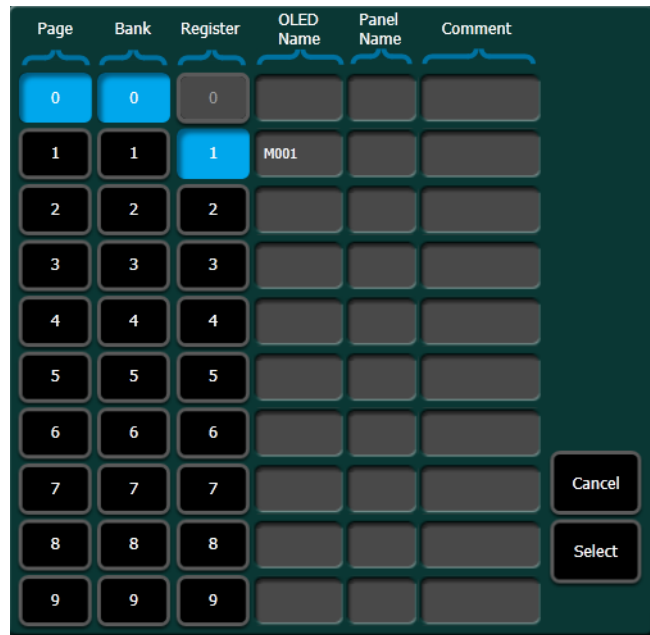 Page Bank Register OLED Name Panel Name Comment
0 0 0
1 1 1 M001
2 2 2
3 3 3
4 4 4
5 5 5
6 6 6
7 7 7 Cancel
8 8 8 Select
9 9 9